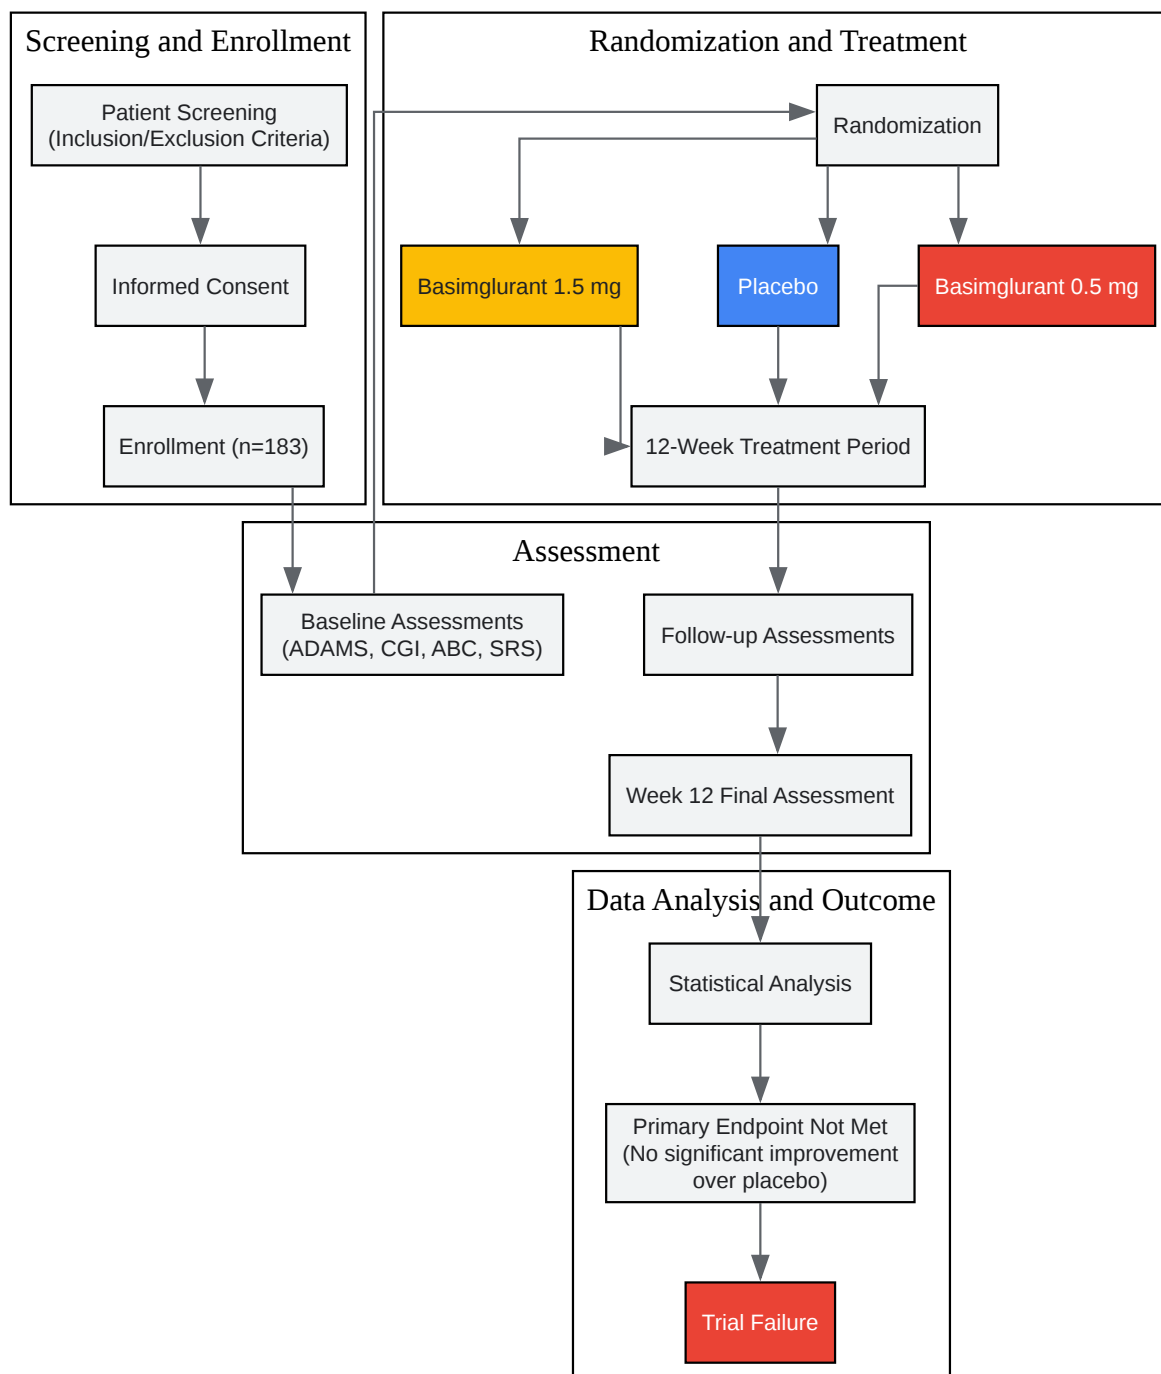 Screening and Enrollment
Patient Screening
(Inclusion/Exclusion Criteria)
Informed Consent
Enrollment (n=183)
Randomization and Treatment
Randomization
Basimglurant 1.5 mg
Placebo
Basimglurant 0.5 mg
12-Week Treatment Period
Assessment
Baseline Assessments
(ADAMS, CGI, ABC, SRS)
Follow-up Assessments
Week 12 Final Assessment
Data Analysis and Outcome
Statistical Analysis
Primary Endpoint Not Met
(No significant improvement
over placebo)
Trial Failure